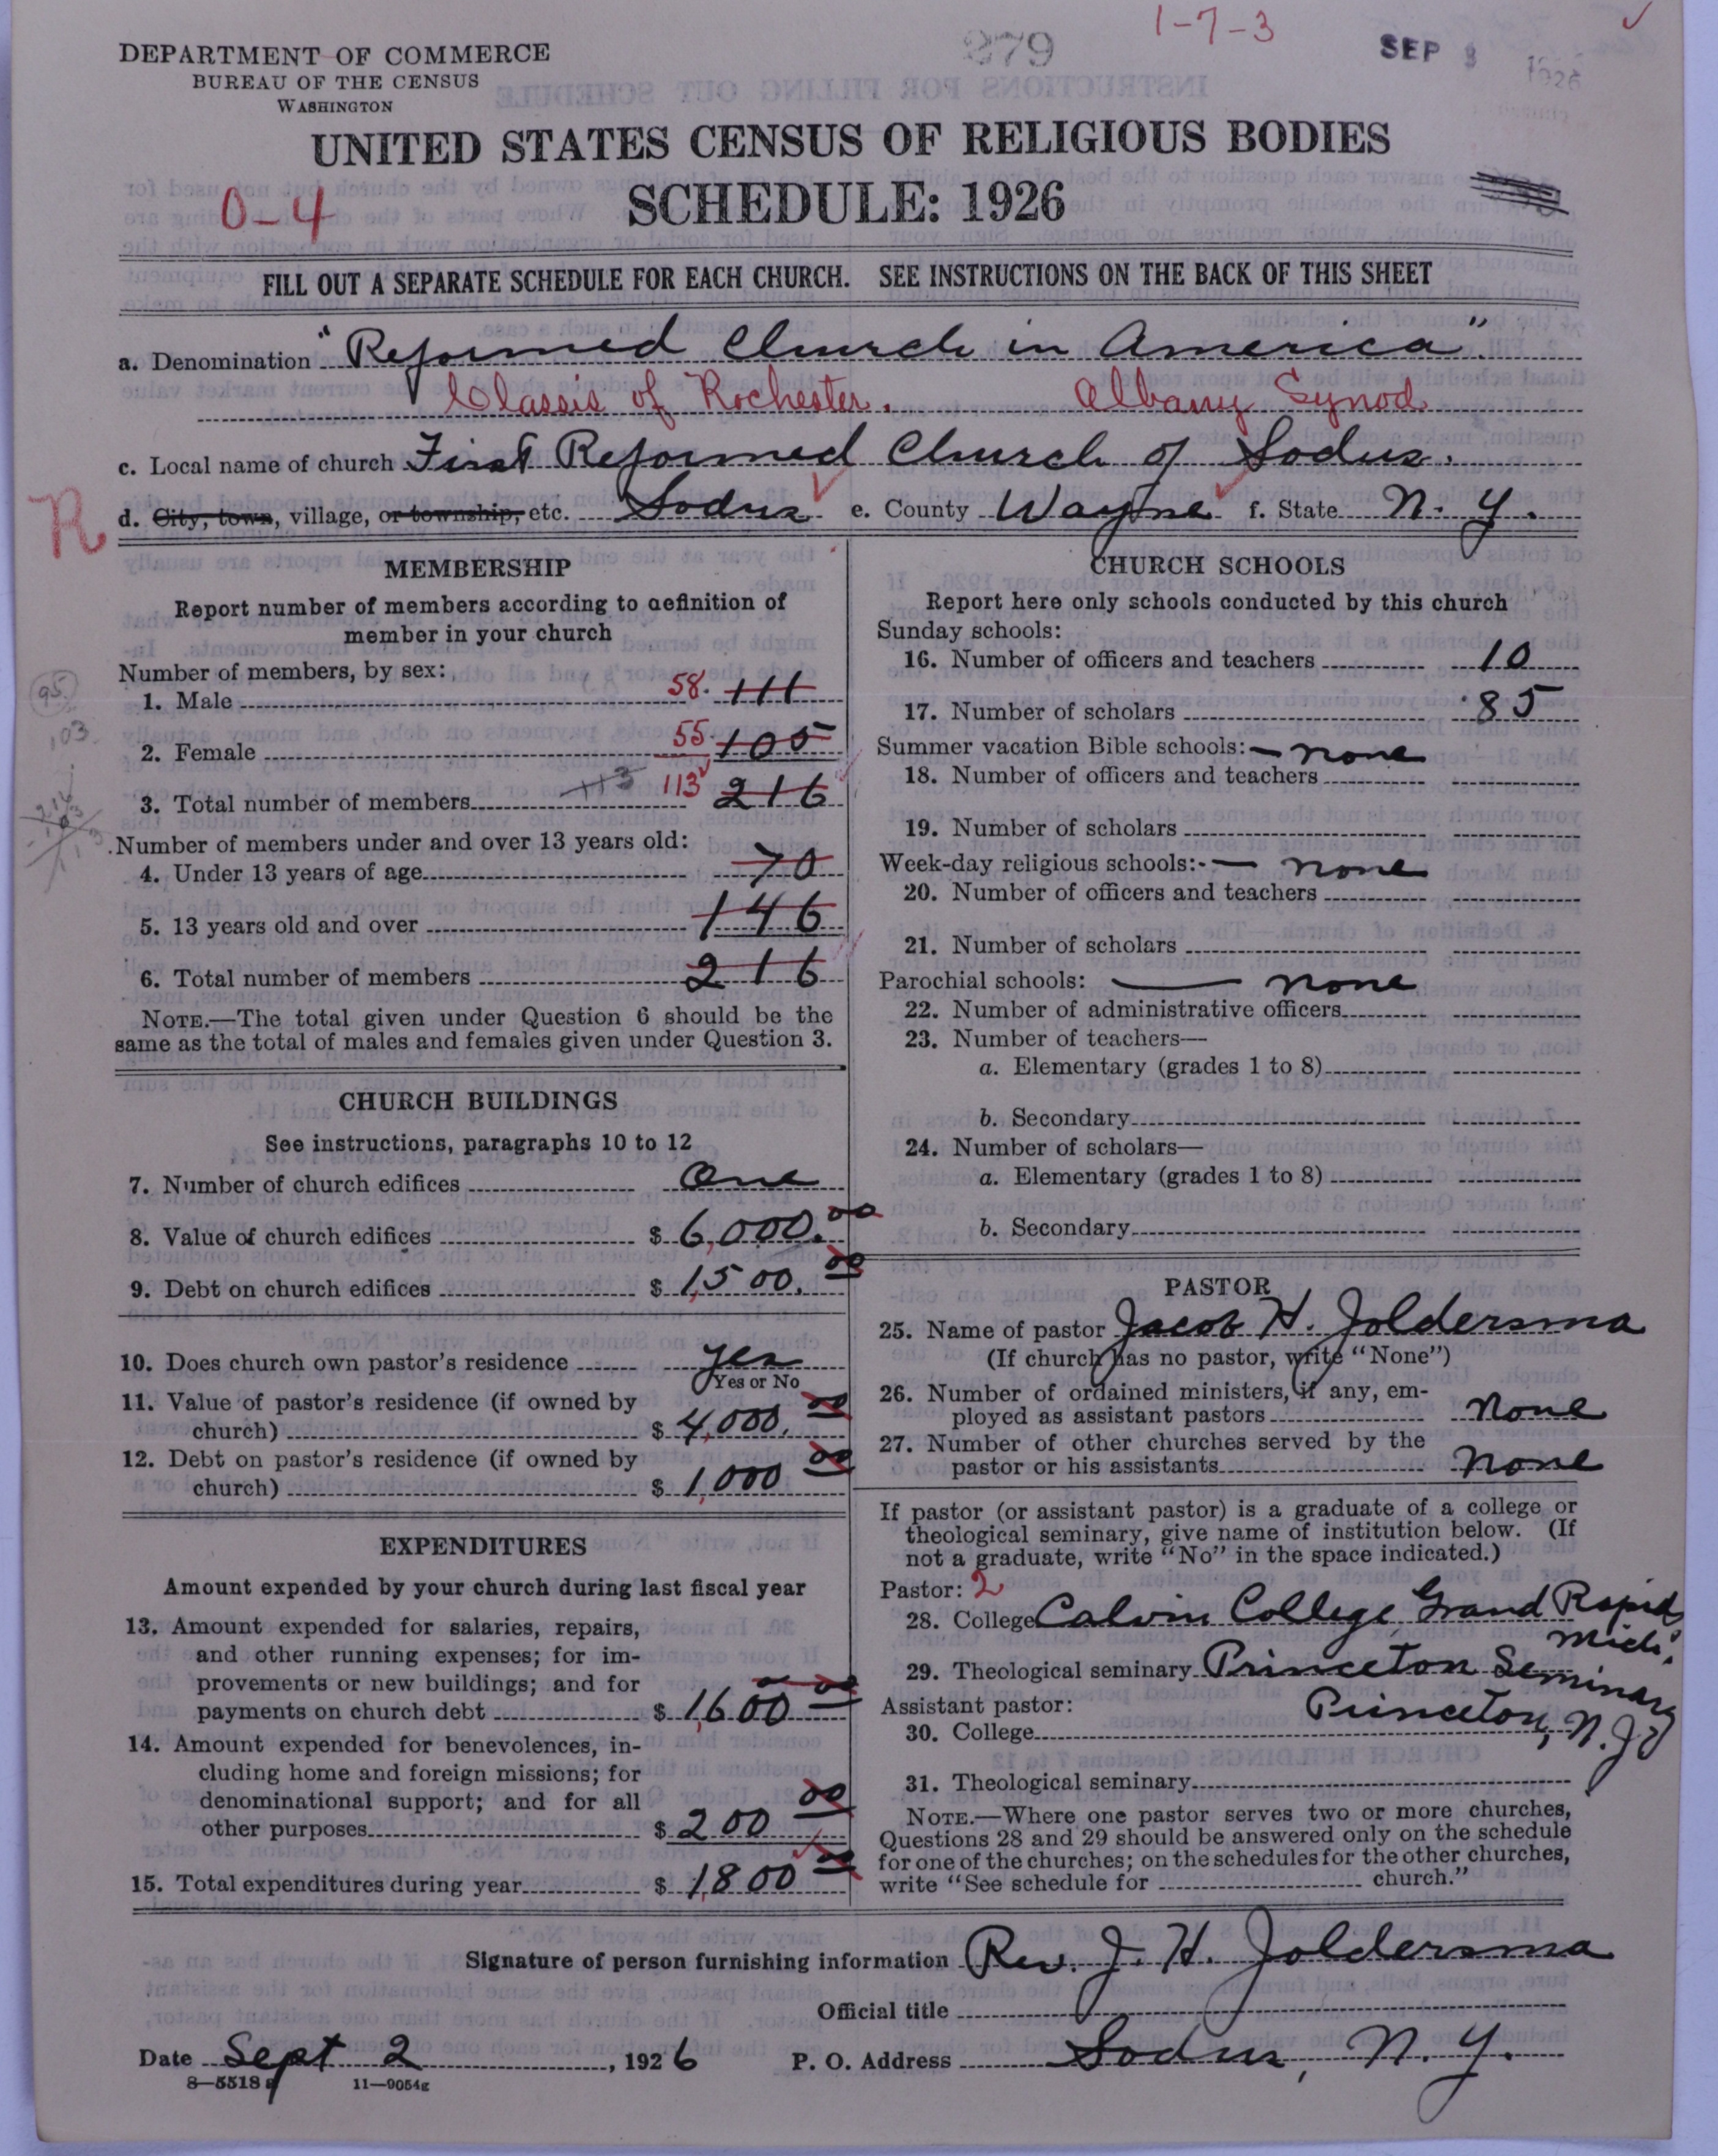 279
1-7-3
SEP 8 1926
DEPARTMENT OF COMMERCE
BUREAU OF THE CENSUS
WASHINGTON
UNITED STATES CENSUS OF RELIGIOUS BODIES
SCHEDULE: 1926
0-4
FILL OUT A SEPARATE SCHEDULE FOR EACH CHURCH. SEE INSTRUCTIONS ON THE BACK OF THIS SHEET
a. Denomination "Reformed Church in America".
Classis of Rochester. Albany Synod
c. Local name of church First Reformed Church of Sodus.
R
d. City, town, village, or township, etc. Sodus e. County Wayne f. State N. Y.
MEMBERSHIP
Report number of members according to definition of
member in your church
Number of members, by sex:
95
1. Male 58. 111
103
2. Female 55. 105
3. Total number of members 113 113 216
216
103
113
Number of members under and over 13 years old:
4. Under 13 years of age 70
5. 13 years old and over 146
6. Total number of members 216
NOTE.—The total given under Question 6 should be the
same as the total of males and females given under Question 3.
CHURCH BUILDINGS
See instructions, paragraphs 10 to 12
7. Number of church edifices One
8. Value of church edifices $ 6,000.00
9. Debt on church edifices $ 1,500.00
10. Does church own pastor's residence yes
Yes or No
11. Value of pastor's residence (if owned by
church) $ 4,000.00
12. Debt on pastor's residence (if owned by
church) $ 1,000 00
EXPENDITURES
Amount expended by your church during last fiscal year
13. Amount expended for salaries, repairs,
and other running expenses; for im-
provements or new buildings; and for
payments on church debt $ 1,600 00
14. Amount expended for benevolences, in-
cluding home and foreign missions; for
denominational support; and for all
other purposes $ 200 00
15. Total expenditures during year $ 1,800 00
CHURCH SCHOOLS
Report here only schools conducted by this church
Sunday schools:
16. Number of officers and teachers 10
17. Number of scholars 85
Summer vacation Bible schools:— none
18. Number of officers and teachers
19. Number of scholars
Week-day religious schools:- — none
20. Number of officers and teachers
21. Number of scholars
Parochial schools: — none
22. Number of administrative officers
23. Number of teachers—
a. Elementary (grades 1 to 8)
b. Secondary
24. Number of scholars—
a. Elementary (grades 1 to 8)
b. Secondary
PASTOR
25. Name of pastor Jacob H. Joldersma
(If church has no pastor, write "None")
26. Number of ordained ministers, if any, em-
ployed as assistant pastors None
27. Number of other churches served by the
pastor or his assistants None
If pastor (or assistant pastor) is a graduate of a college or
theological seminary, give name of institution below. (If
not a graduate, write "No" in the space indicated.)
Pastor: 2
28. College Calvin College Grand Rapids
Mich.
29. Theological seminary Princeton Seminary
Assistant pastor: Princeton, N. J.
30. College
31. Theological seminary
NOTE.—Where one pastor serves two or more churches,
Questions 28 and 29 should be answered only on the schedule
for one of the churches; on the schedules for the other churches,
write "See schedule for church."
Signature of person furnishing information Rev. J. H. Joldersma
Official title
Date Sept 2, 1926 P. O. Address Sodus, N. Y.
8—5518 a 11—9054g